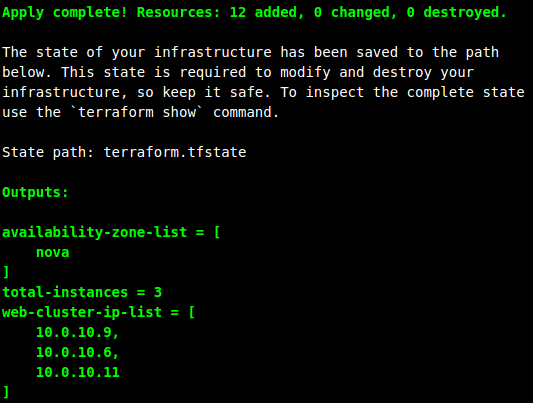 Apply complete! Resources: 12 added, 0 changed, 0 destroyed.
The state of your infrastructure has been saved to the path
below. This state is required to modify and destroy your
infrastructure, so keep it safe. To inspect the complete state
use the `terraform show` command.
State path: terraform.tfstate
Outputs:
availability-zone-list = [
    nova
]
total-instances = 3
web-cluster-ip-list = [
    10.0.10.9,
    10.0.10.6,
    10.0.10.11
]